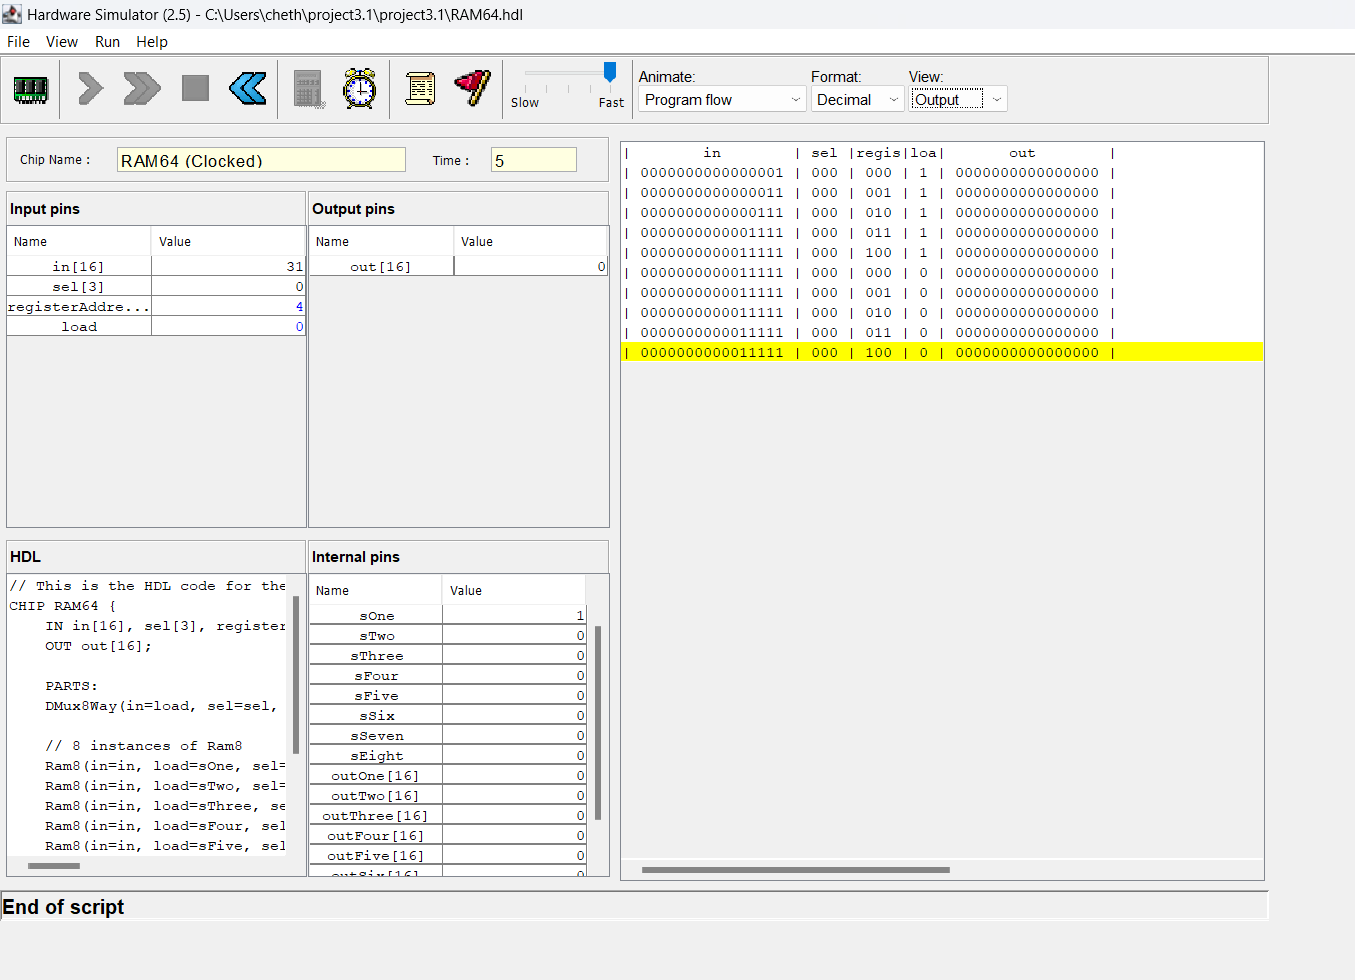 Hardware Simulator (2.5) - C:\Users\cheth\project3.1\project3.1\RAM64.hdl
File View Run Help
Slow Fast
Animate: Format: View:
Program flow Decimal Output
Chip Name : RAM64 (Clocked) Time : 5
Input pins
Name Value
in[16] 31
sel[3] 0
registerAddre... 4
load 0
Output pins
Name Value
out[16] 0
HDL
// This is the HDL code for the
CHIP RAM64 {
IN in[16], sel[3], register
OUT out[16];
PARTS:
DMux8Way(in=load, sel=sel,
// 8 instances of Ram8
Ram8(in=in, load=sOne, sel=
Ram8(in=in, load=sTwo, sel=
Ram8(in=in, load=sThree, se
Ram8(in=in, load=sFour, sel
Ram8(in=in, load=sFive, sel
Internal pins
Name Value
sOne 1
sTwo 0
sThree 0
sFour 0
sFive 0
sSix 0
sSeven 0
sEight 0
outOne[16] 0
outTwo[16] 0
outThree[16] 0
outFour[16] 0
outFive[16] 0
outSix[16] 0
| in | sel |regis|loa| out |
| 0000000000000001 | 000 | 000 | 1 | 0000000000000000 |
| 0000000000000011 | 000 | 001 | 1 | 0000000000000000 |
| 0000000000000111 | 000 | 010 | 1 | 0000000000000000 |
| 0000000000001111 | 000 | 011 | 1 | 0000000000000000 |
| 0000000000011111 | 000 | 100 | 1 | 0000000000000000 |
| 0000000000011111 | 000 | 000 | 0 | 0000000000000000 |
| 0000000000011111 | 000 | 001 | 0 | 0000000000000000 |
| 0000000000011111 | 000 | 010 | 0 | 0000000000000000 |
| 0000000000011111 | 000 | 011 | 0 | 0000000000000000 |
| 0000000000011111 | 000 | 100 | 0 | 0000000000000000 |
End of script